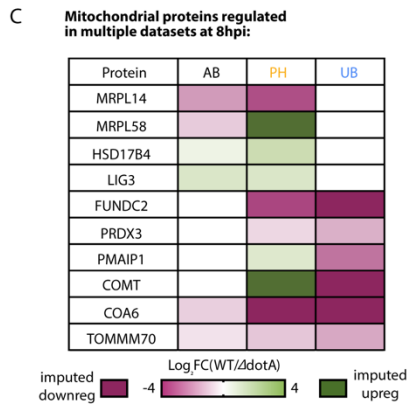 C
Mitochondrial proteins regulated
in multiple datasets at 8hpi:
Protein AB PH UB
MRPL14
MRPL58
HSD17B4
LIG3
FUNDC2
PRDX3
PMAIP1
COMT
COA6
TOMMM70
Log₂FC(WT/ΔdotA)
imputed
downreg
-4 4
imputed
upreg